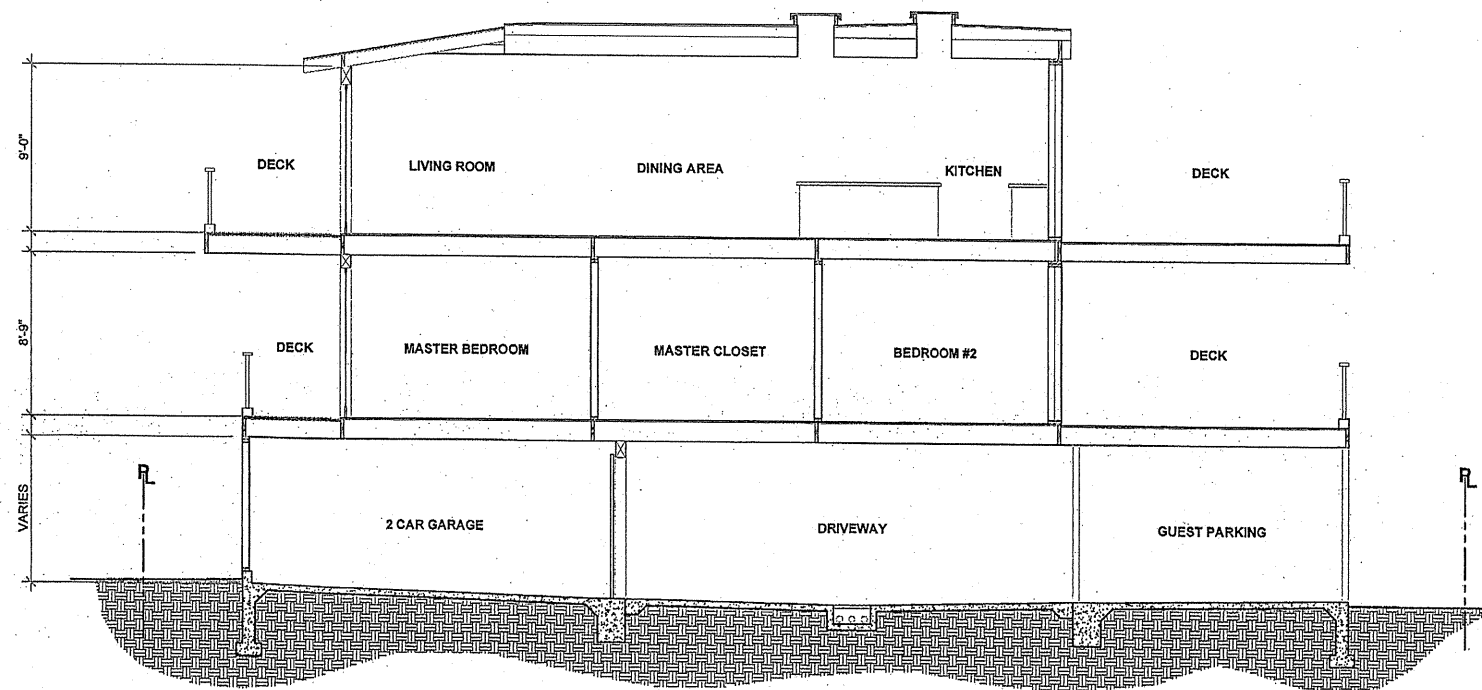 9'-0"
DECK
LIVING ROOM
DINING AREA
KITCHEN
DECK
8'-9"
DECK
MASTER BEDROOM
MASTER CLOSET
BEDROOM #2
DECK
VARIES
PL
2 CAR GARAGE
DRIVEWAY
GUEST PARKING
PL